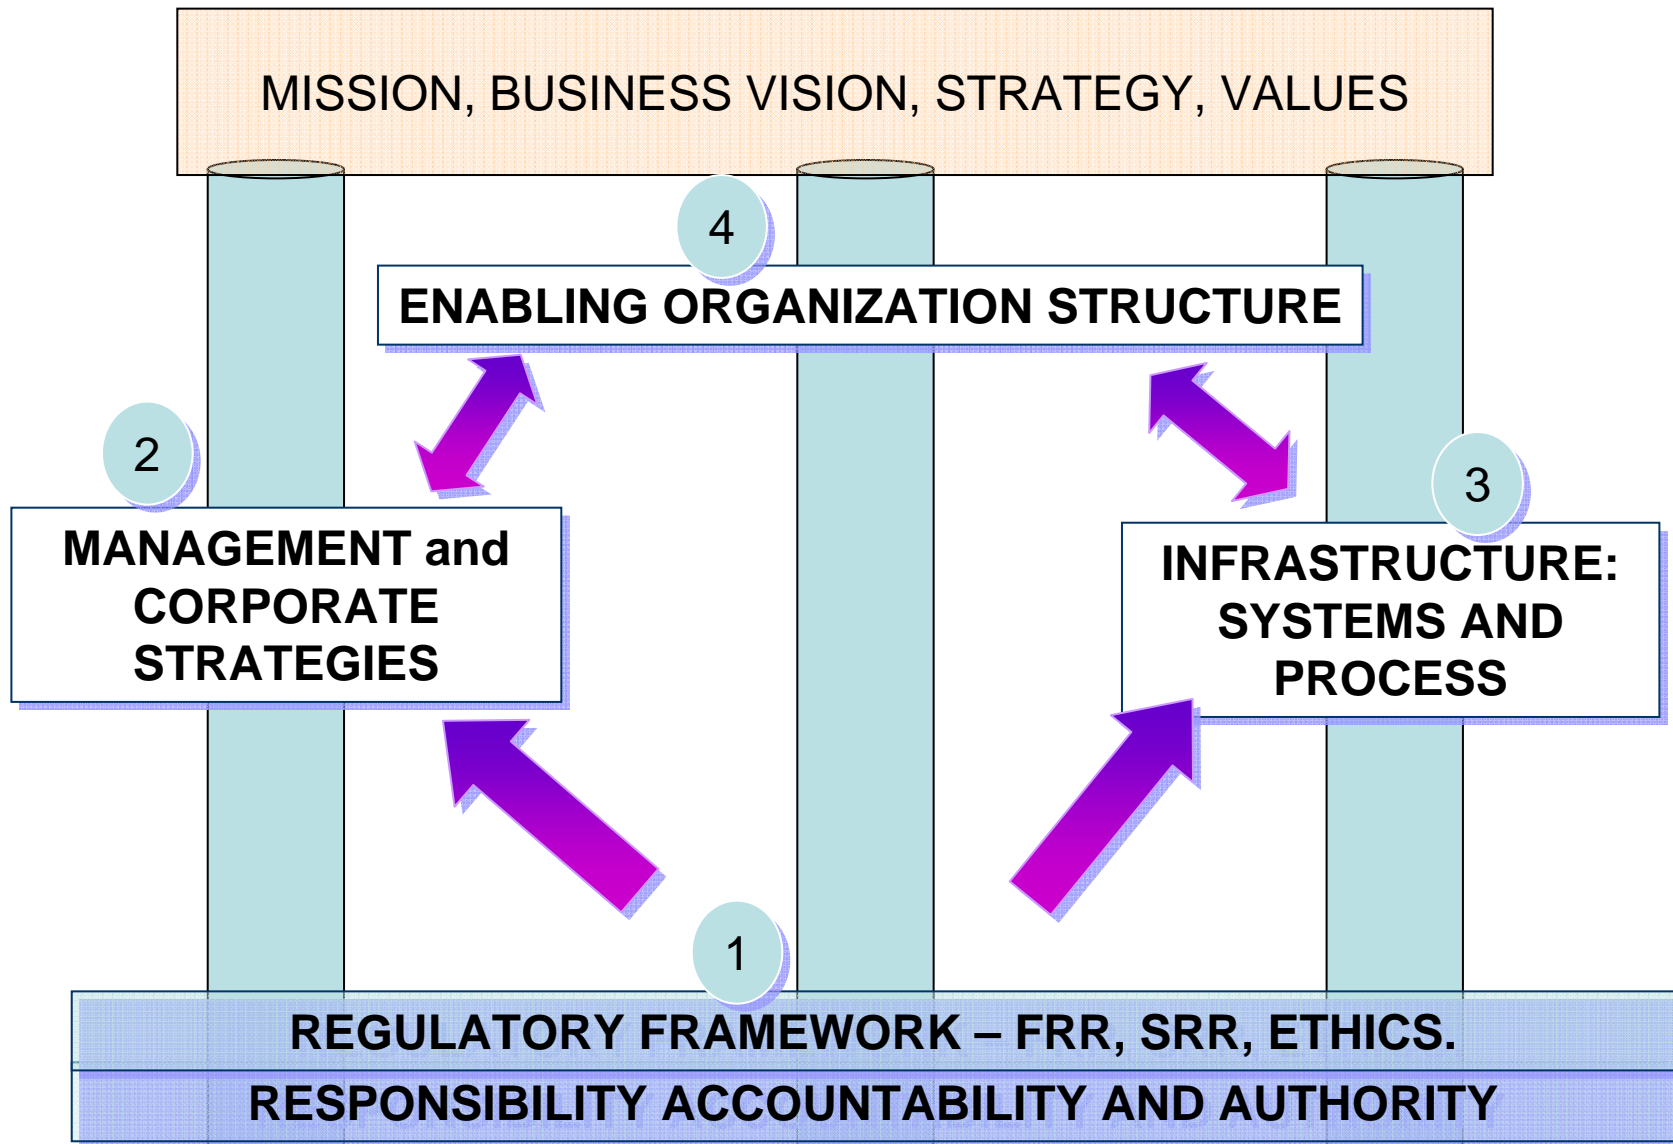 MISSION, BUSINESS VISION, STRATEGY, VALUES
4
ENABLING ORGANIZATION STRUCTURE
2
MANAGEMENT and
CORPORATE
STRATEGIES
3
INFRASTRUCTURE:
SYSTEMS AND
PROCESS
1
REGULATORY FRAMEWORK – FRR, SRR, ETHICS.
RESPONSIBILITY ACCOUNTABILITY AND AUTHORITY